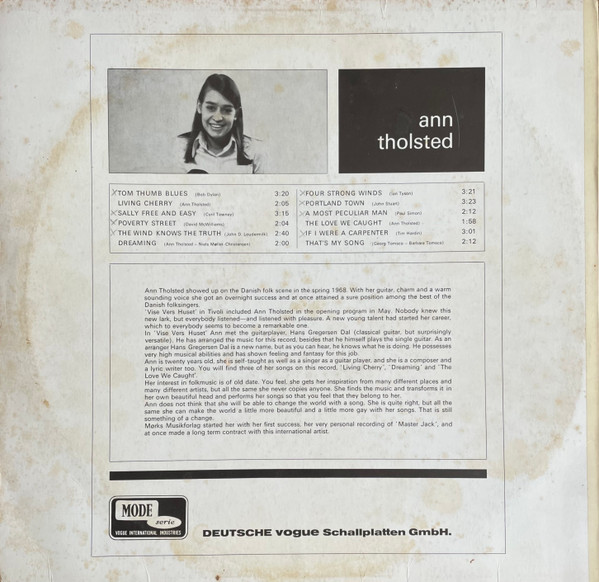 ann
tholsted
TOM THUMB BLUES (Bob Dylan) 3:20
LIVING CHERRY (Ann Tholsted) 2:05
SALLY FREE AND EASY (Cyril Tawney) 3:15
POVERTY STREET (David McWilliams) 2:04
THE WIND KNOWS THE TRUTH (John D. Loudermilk) 2:40
DREAMING (Ann Tholsted - Niels Møller Christensen) 2:00
FOUR STRONG WINDS (Ian Tyson) 3:21
PORTLAND TOWN (John Stuart) 3:23
A MOST PECULIAR MAN (Paul Simon) 2:12
THE LOVE WE CAUGHT (Ann Tholsted) 1:58
IF I WERE A CARPENTER (Tim Hardin) 3:01
THAT'S MY SONG (Georg Tomora - Barbara Tomora) 2:12
Ann Tholsted showed up on the Danish folk scene in the spring 1968. With her guitar, charm and a warm
sounding voice she got an overnight success and at once attained a sure position among the best of the
Danish folksingers.
'Vise Vers Huset' in Tivoli included Ann Tholsted in the opening program in May. Nobody knew this
new lark, but everybody listened—and listened with pleasure. A new young talent had started her career,
which to everybody seems to become a remarkable one.
In 'Vise Vers Huset' Ann met the guitarplayer, Hans Gregersen Dal (classical guitar, but surprisingly
versatile). He has arranged the music for this record, besides that he himself plays the single guitar. As an
arranger Hans Gregersen Dal is a new name, but as you can hear, he knows what he is doing. He posseses
very high musical abilities and has shown feeling and fantasy for this job.
Ann is twenty years old, she is self-taught as well as a singer as a guitar player, and she is a composer and
a lyric writer too. You will find three of her songs on this record, 'Living Cherry', 'Dreaming' and 'The
Love We Caught'.
Her interest in folkmusic is of old date. You feel, she gets her inspiration from many different places and
many different artists, but all the same she never copies anyone. She finds the music and transforms it in
her own beautiful head and performs her songs so that you feel that they belong to her.
Ann does not think that she will be able to change the world with a song. She is quite right, but all the
same she can make the world a little more beautiful and a little more gay with her songs. That is still
something of a change.
Mørks Musikforlag started her with her first success, her very personal recording of 'Master Jack', and
at once made a long term contract with this international artist.
MODE
serie
VOGUE INTERNATIONAL INDUSTRIES
DEUTSCHE vogue Schallplatten GmbH.